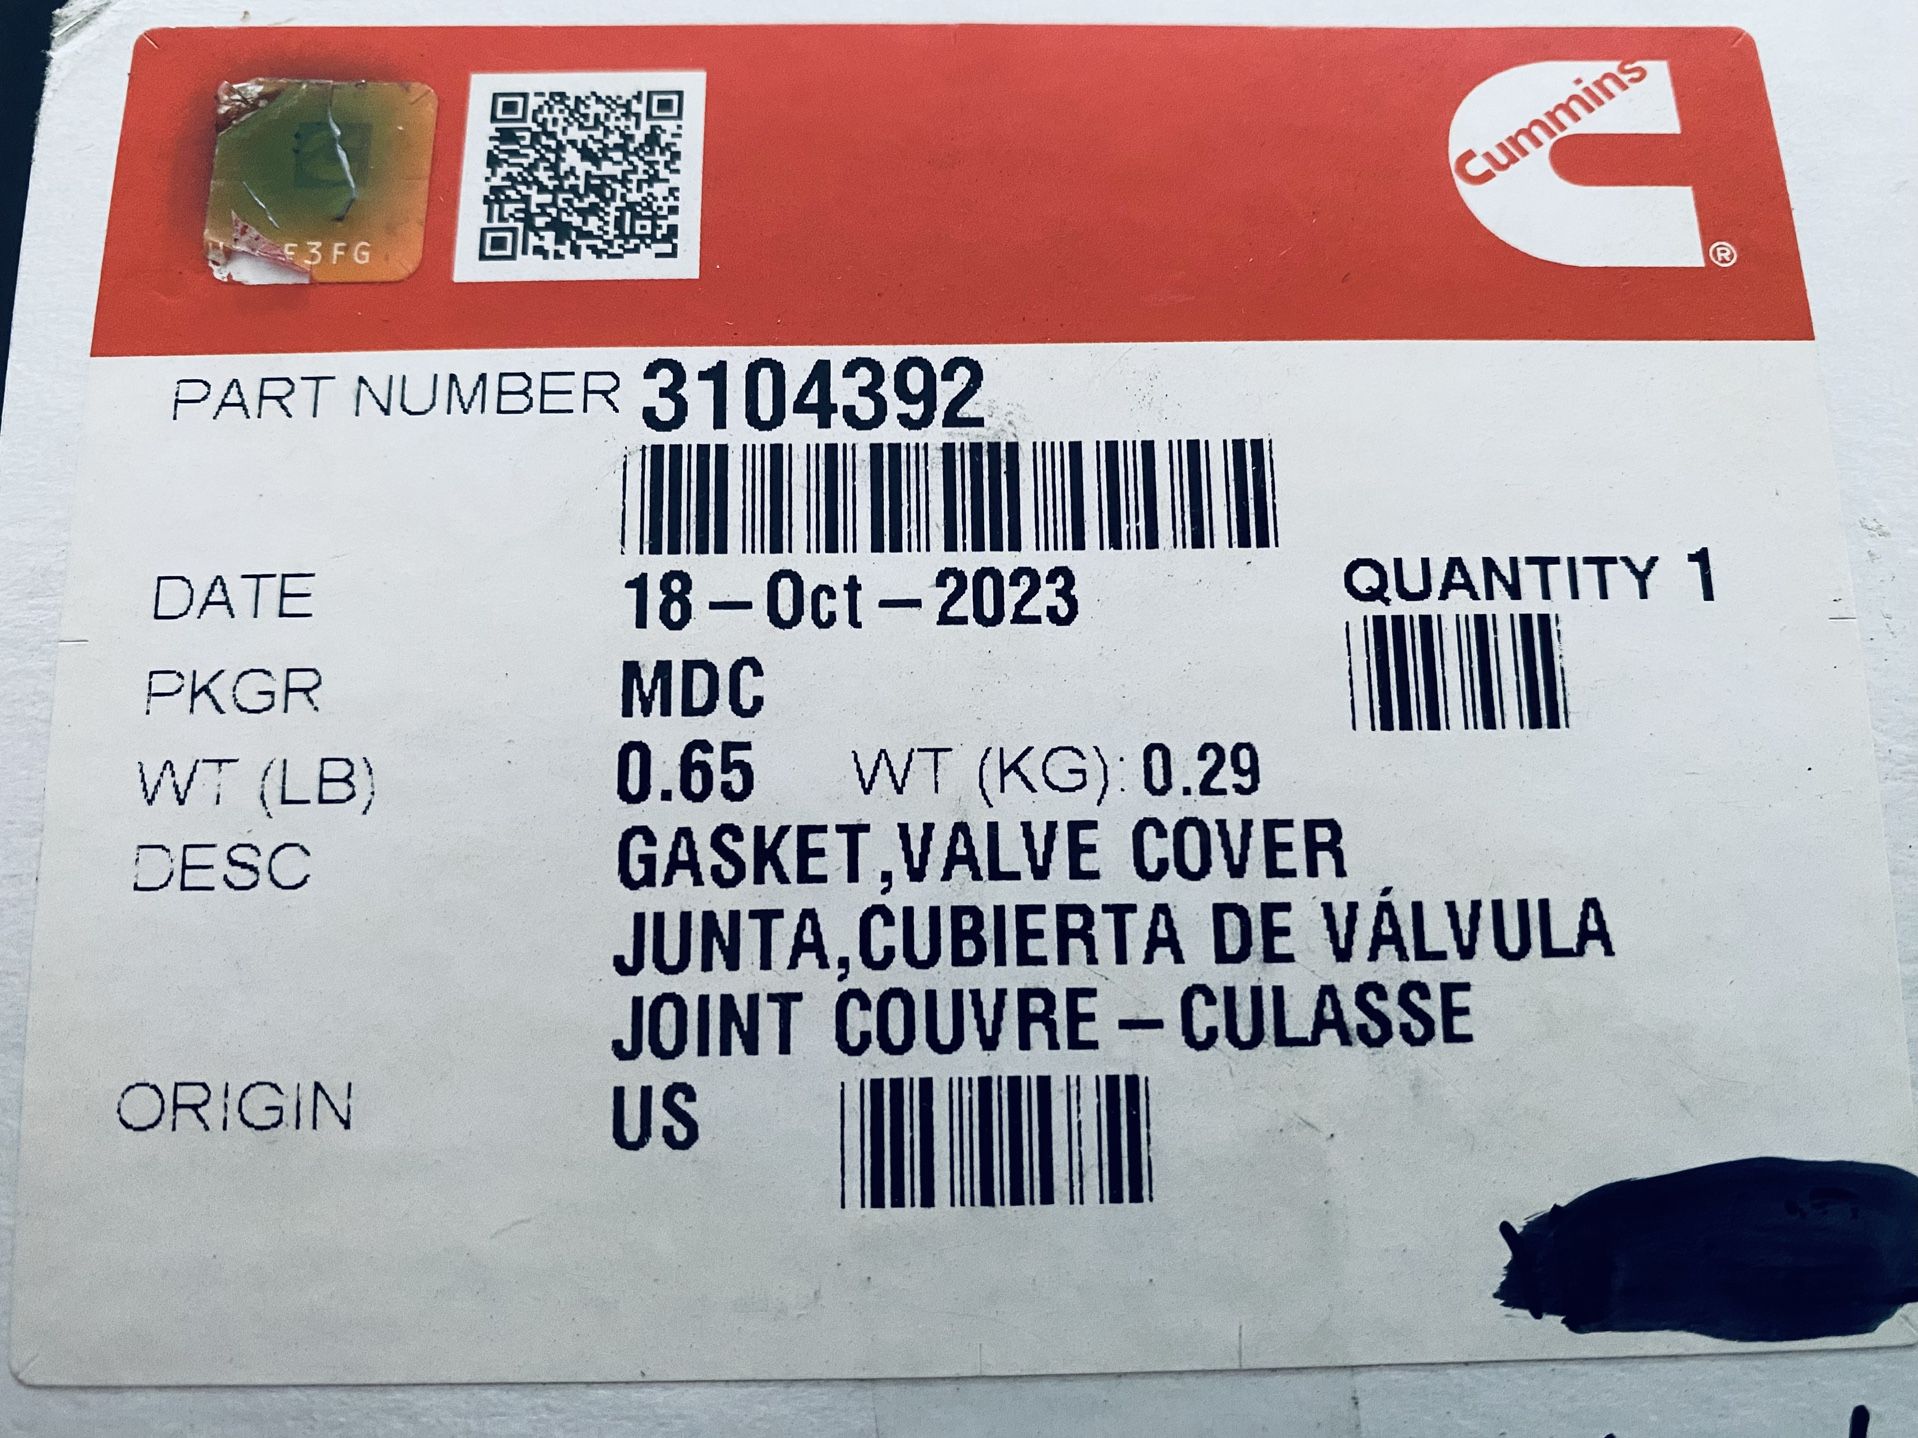 Cummins
®
E3FG
PART NUMBER 3104392
DATE 18-Oct-2023
QUANTITY 1
PKGR MDC
WT (LB) 0.65 WT (KG): 0.29
DESC GASKET,VALVE COVER
JUNTA,CUBIERTA DE VÁLVULA
JOINT COUVRE-CULASSE
ORIGIN US